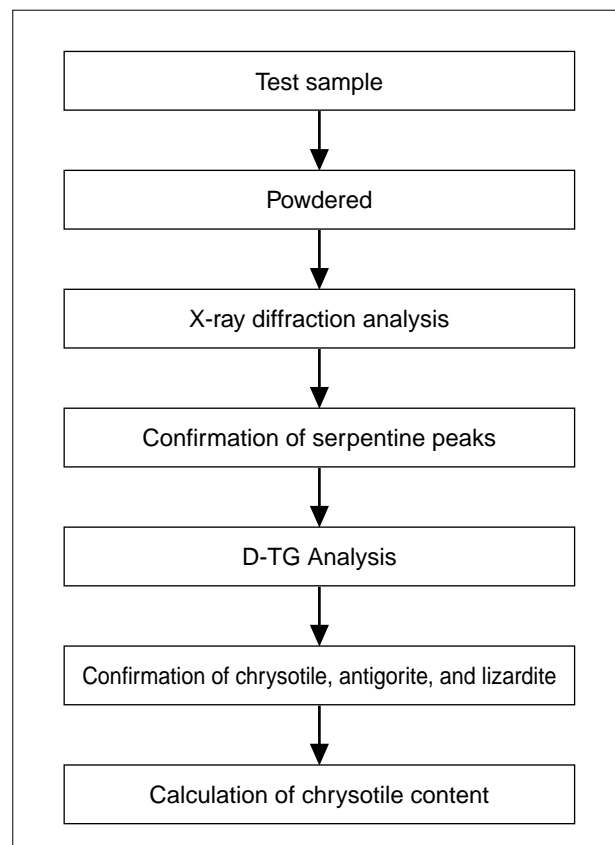 Test sample
Powdered
X-ray diffraction analysis
Confirmation of serpentine peaks
D-TG Analysis
Confirmation of chrysotile, antigorite, and lizardite
Calculation of chrysotile content